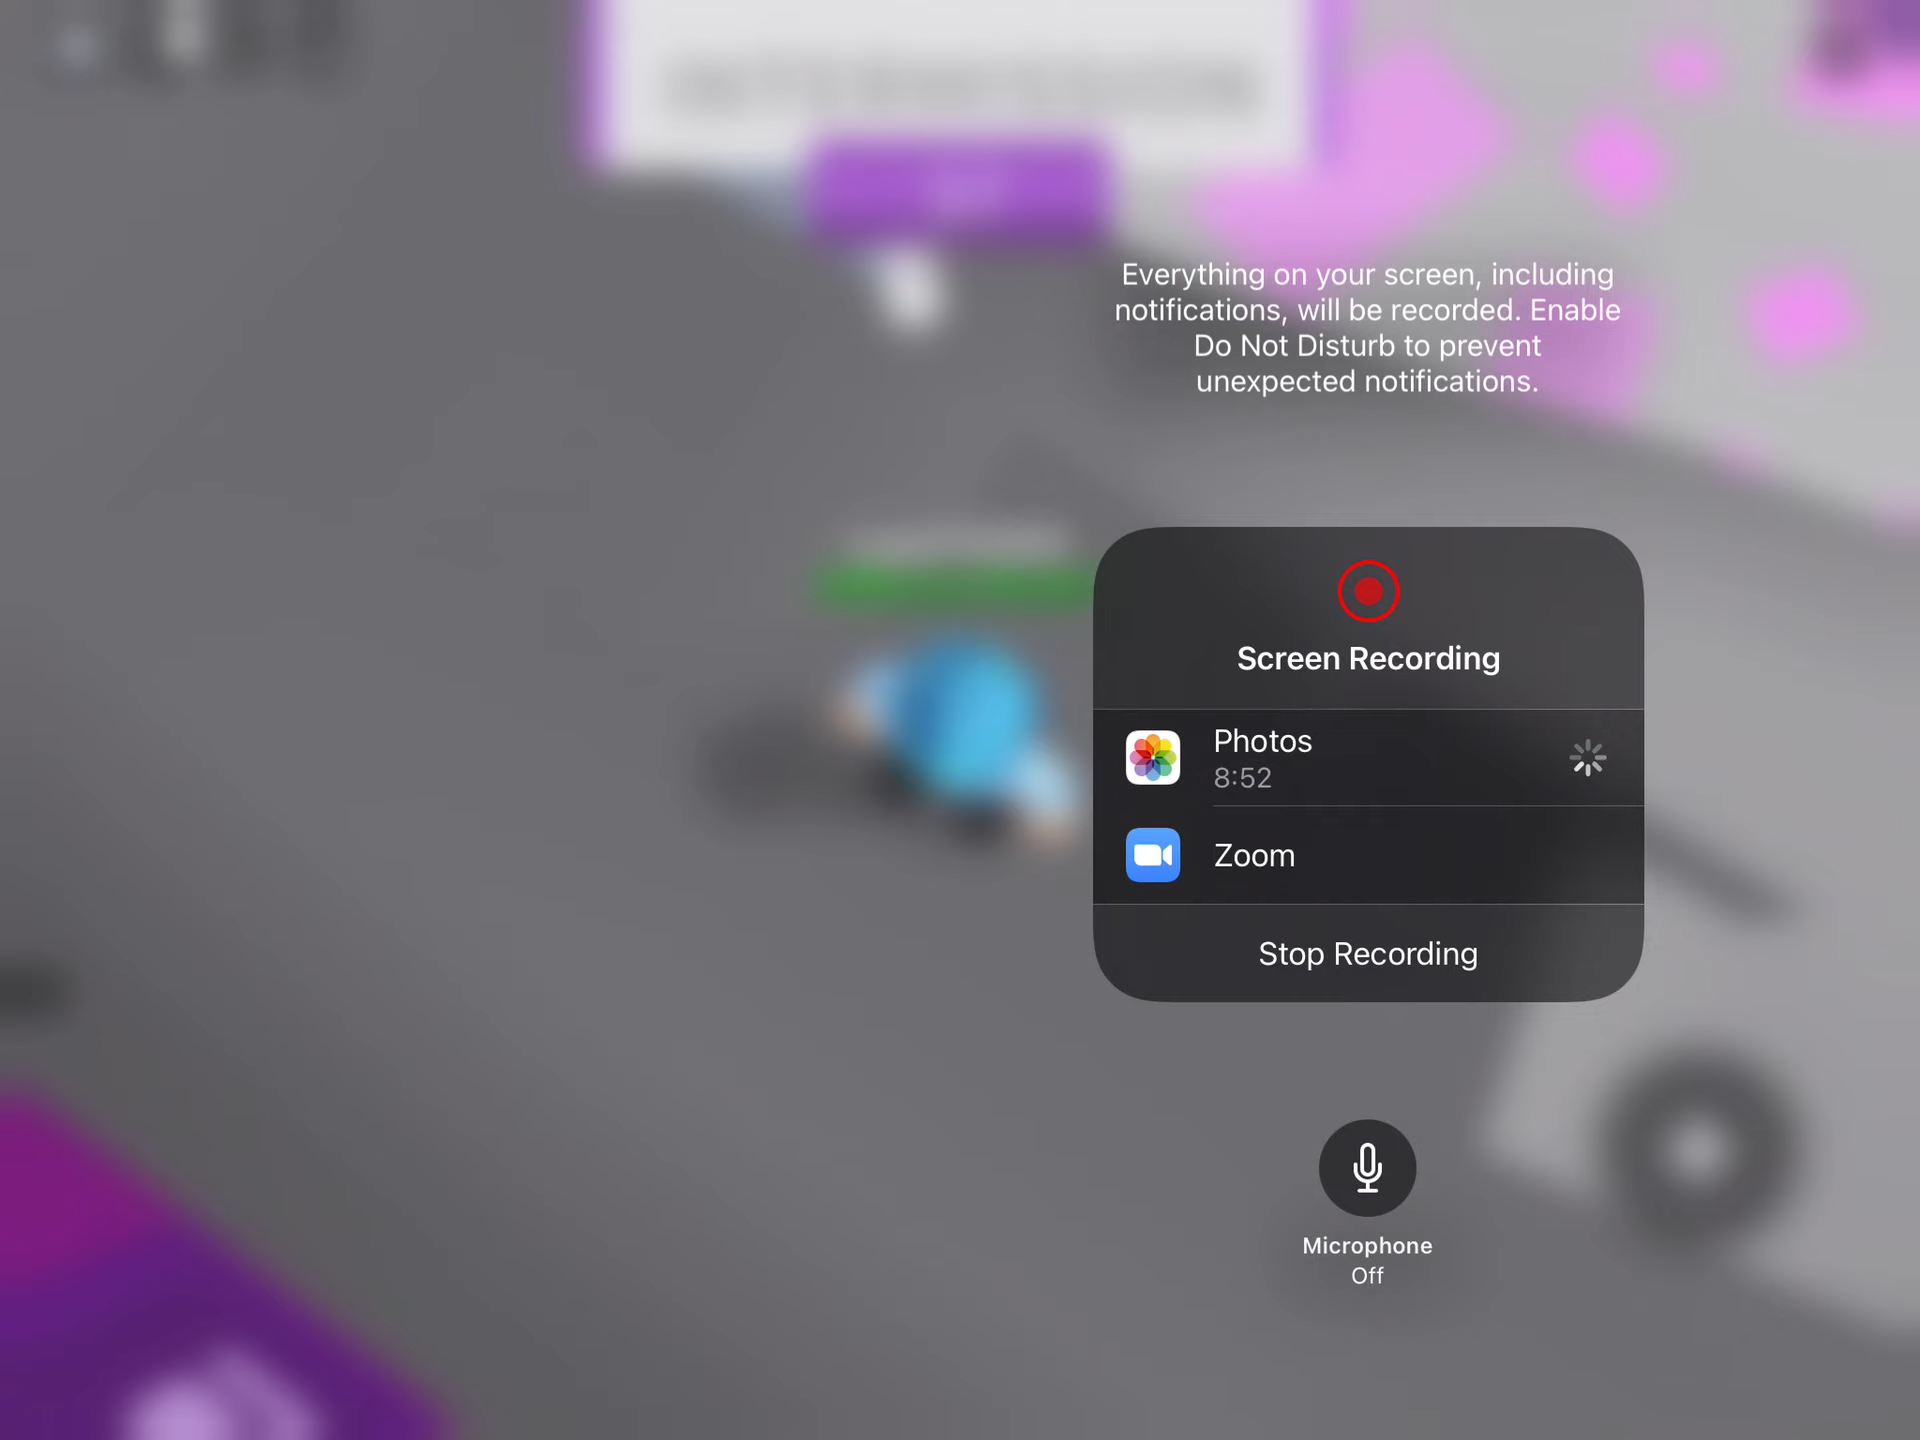 Everything on your screen, including
notifications, will be recorded. Enable
Do Not Disturb to prevent
unexpected notifications.
Screen Recording
Photos
8:52
Zoom
Stop Recording
Microphone
Off